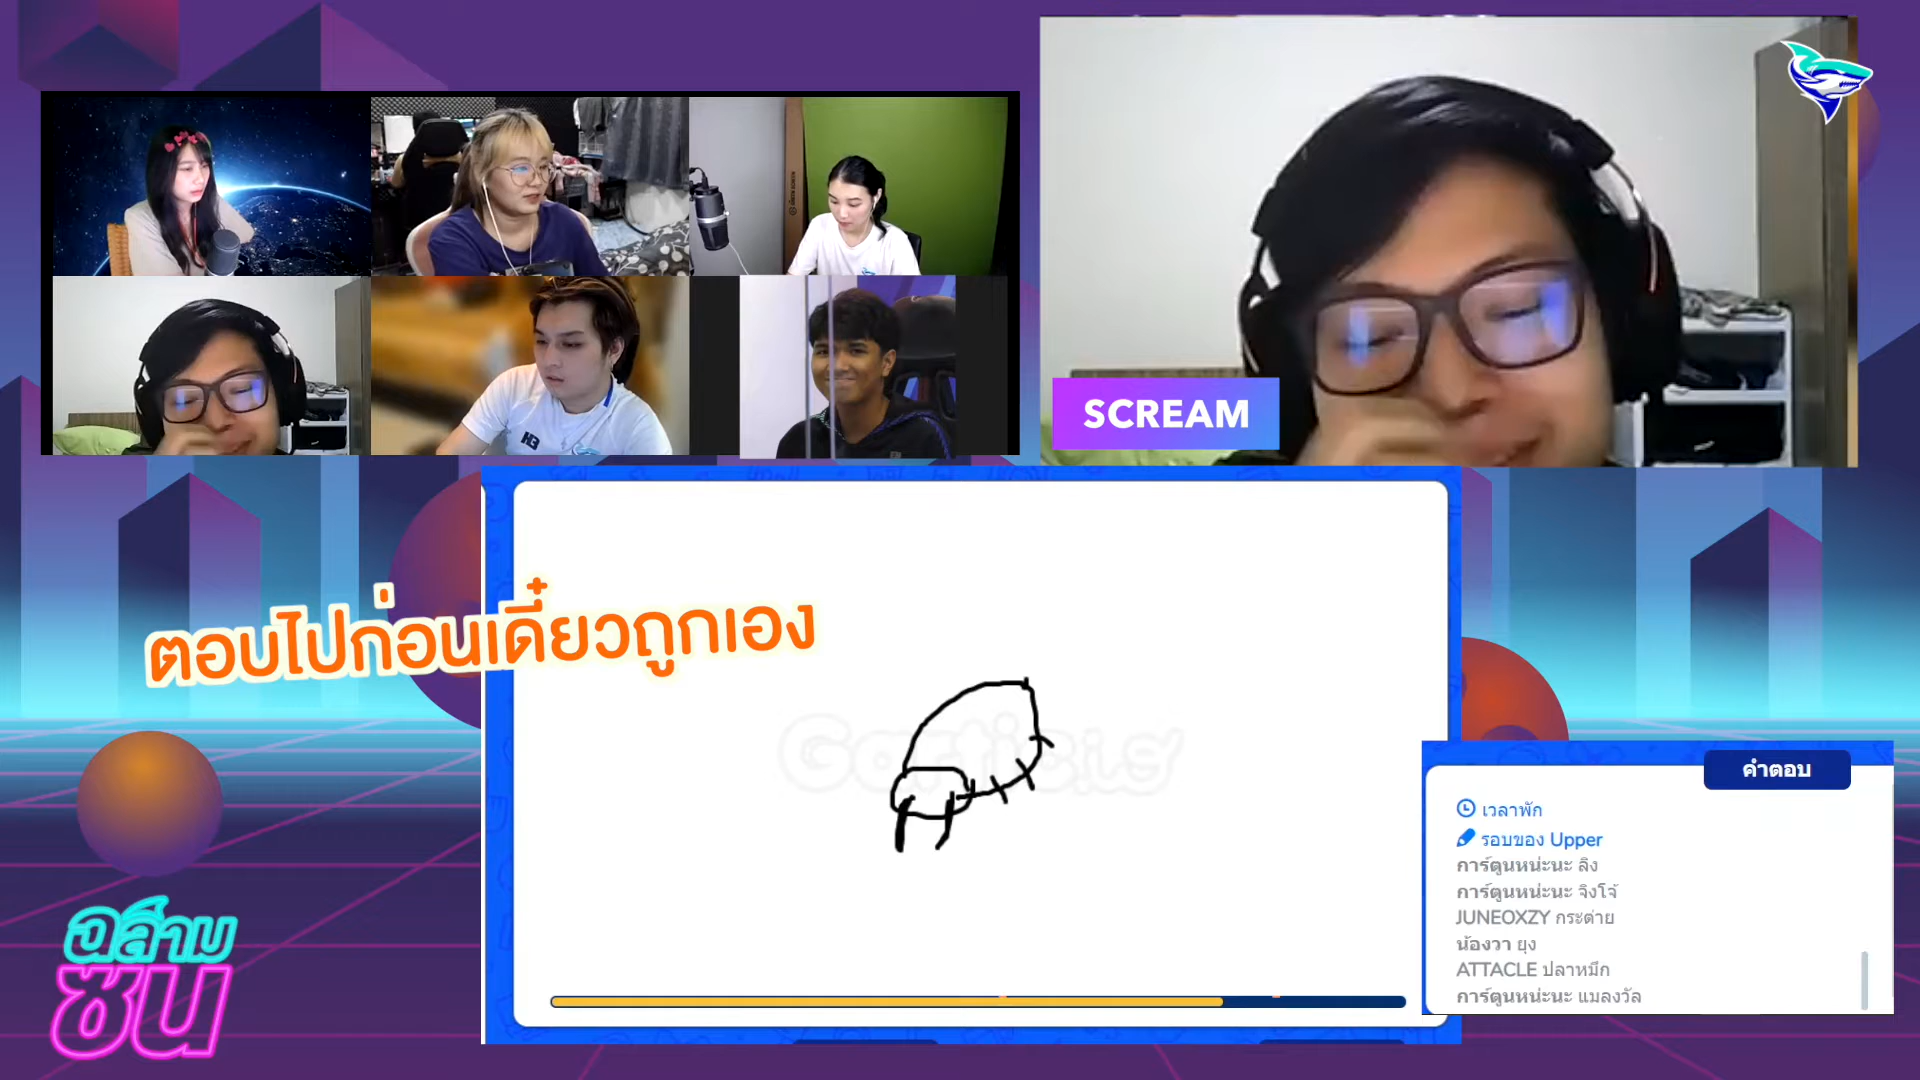 SCREAM
H3
ตอบไปก่อนเดี๋ยวถูกเอง
Gartic.io
คำตอบ
เวลาพัก
รอบของ Upper
การ์ตูนหน่ะนะ ลิง
การ์ตูนหน่ะนะ จิงโจ้
JUNEOXZY กระต่าย
น้องวา ยุง
ATTACLE ปลาหมึก
การ์ตูนหน่ะนะ แมลงวัล
ฉลาม
ซน